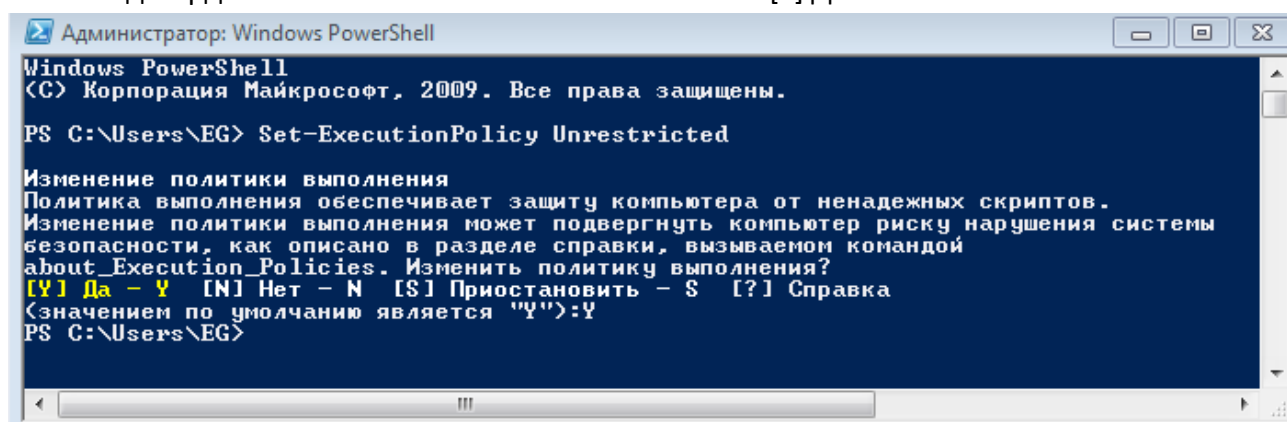 Администратор: Windows PowerShell
Windows PowerShell
(C) Корпорация Майкрософт, 2009. Все права защищены.
PS C:\Users\EG> Set-ExecutionPolicy Unrestricted
Изменение политики выполнения
Политика выполнения обеспечивает защиту компьютера от ненадежных скриптов.
Изменение политики выполнения может подвергнуть компьютер риску нарушения системы
безопасности, как описано в разделе справки, вызываемом командой
about_Execution_Policies. Изменить политику выполнения?
[Y] Да - Y  [N] Нет - N  [S] Приостановить - S  [?] Справка
(значением по умолчанию является "Y"):Y
PS C:\Users\EG>